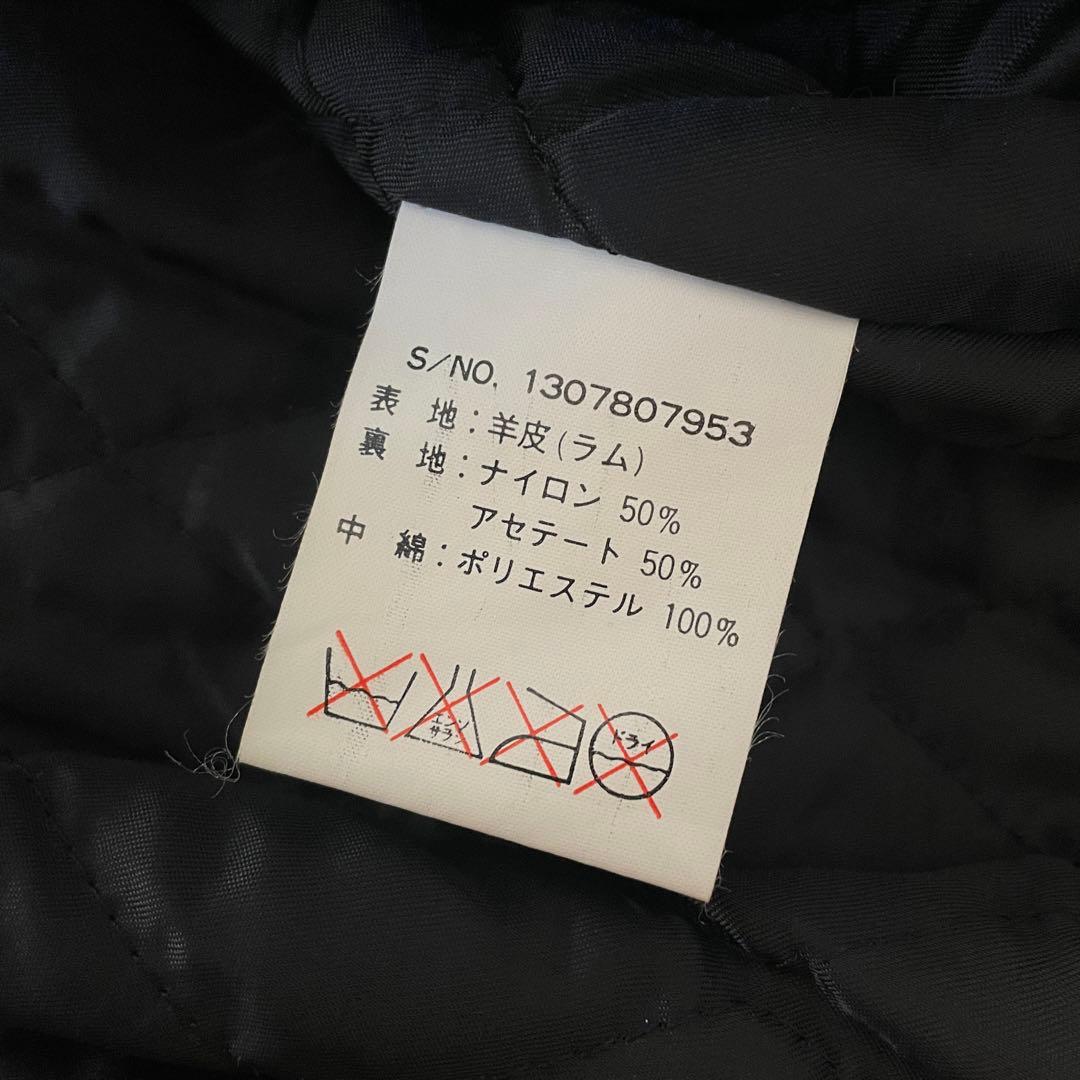 S/NO. 1307807953
表 地:羊皮(ラム)
裏 地:ナイロン 50%
アセテート 50%
中 綿:ポリエステル 100%
エンソ
サラシ
ドライ